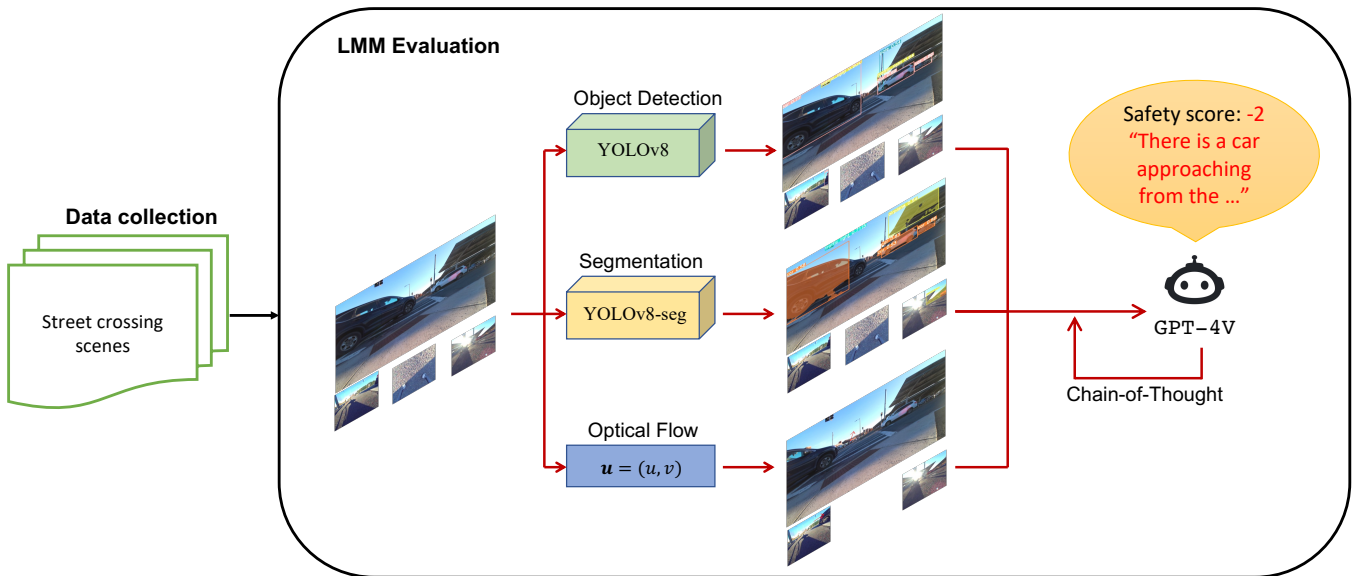 LMM Evaluation
Data collection
Street crossing
scenes
Object Detection
YOLOv8
Segmentation
YOLOv8-seg
Optical Flow
𝒖 = (𝑢, 𝑣)
Safety score: -2
“There is a car
approaching
from the …”
GPT-4V
Chain-of-Thought